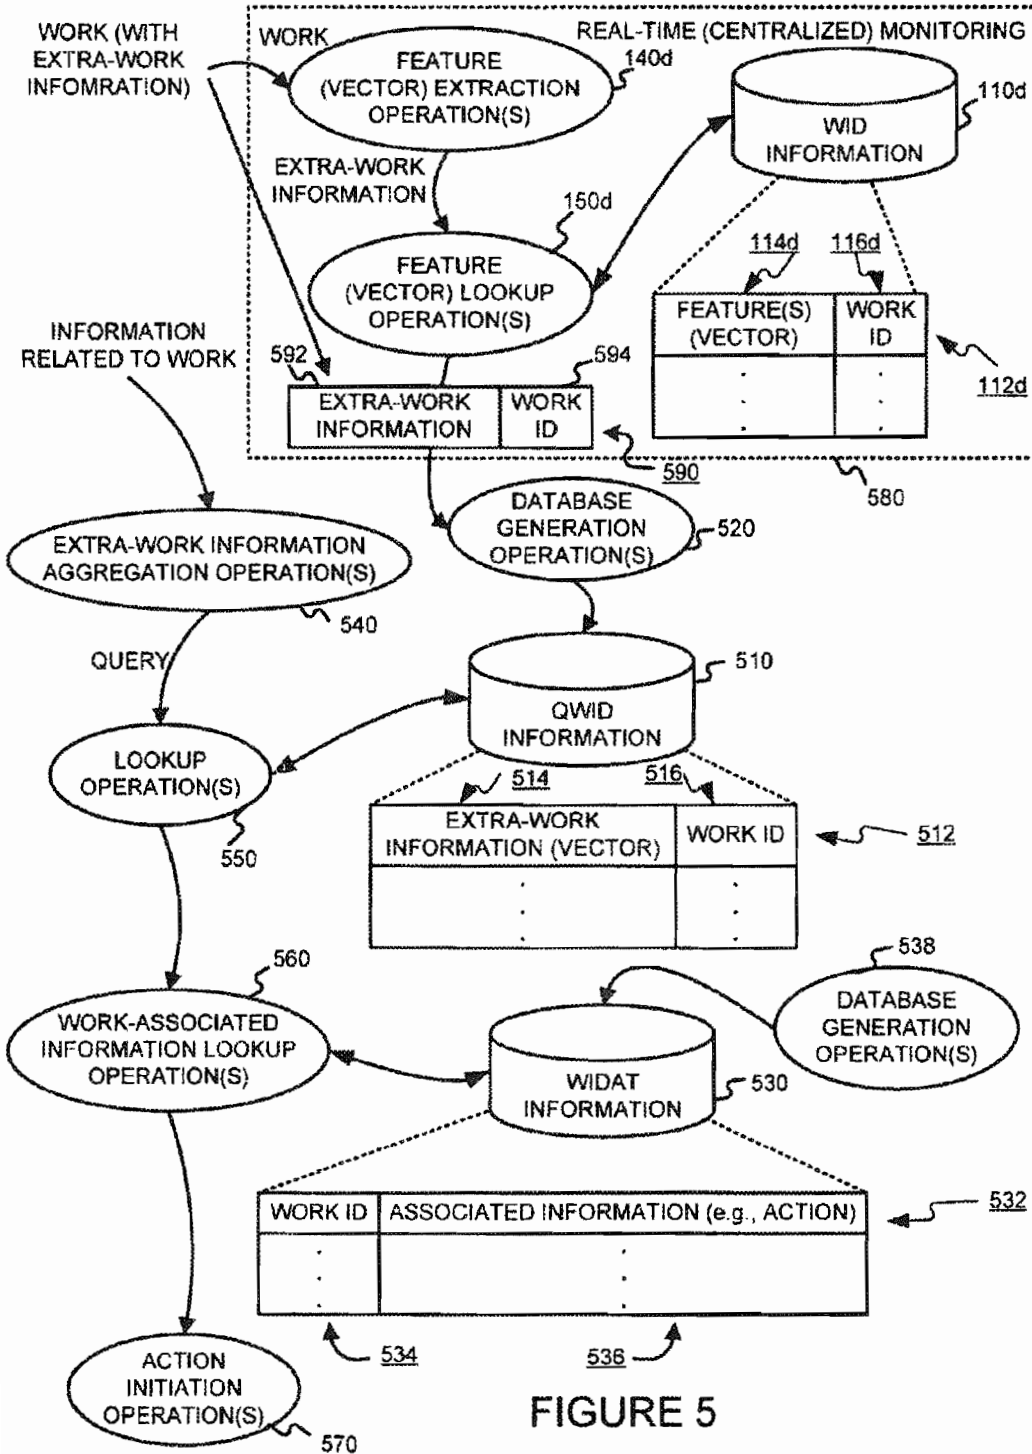 WORK (WITH
EXTRA-WORK
INFOMRATION)
WORK
REAL-TIME (CENTRALIZED) MONITORING
FEATURE
(VECTOR) EXTRACTION
OPERATION(S)
140d
WID
INFORMATION
110d
EXTRA-WORK
INFORMATION
150d
FEATURE
(VECTOR) LOOKUP
OPERATION(S)
114d
116d
FEATURE(S)
(VECTOR)
WORK
ID
112d
INFORMATION
RELATED TO WORK
592
594
EXTRA-WORK
INFORMATION
WORK
ID
590
580
DATABASE
GENERATION
OPERATION(S)
520
EXTRA-WORK INFORMATION
AGGREGATION OPERATION(S)
540
QUERY
510
QWID
INFORMATION
LOOKUP
OPERATION(S)
550
514
516
EXTRA-WORK
INFORMATION (VECTOR)
WORK ID
512
560
538
WORK-ASSOCIATED
INFORMATION LOOKUP
OPERATION(S)
DATABASE
GENERATION
OPERATION(S)
WIDAT
INFORMATION
530
WORK ID
ASSOCIATED INFORMATION (e.g., ACTION)
532
534
536
ACTION
INITIATION
OPERATION(S)
570
FIGURE 5